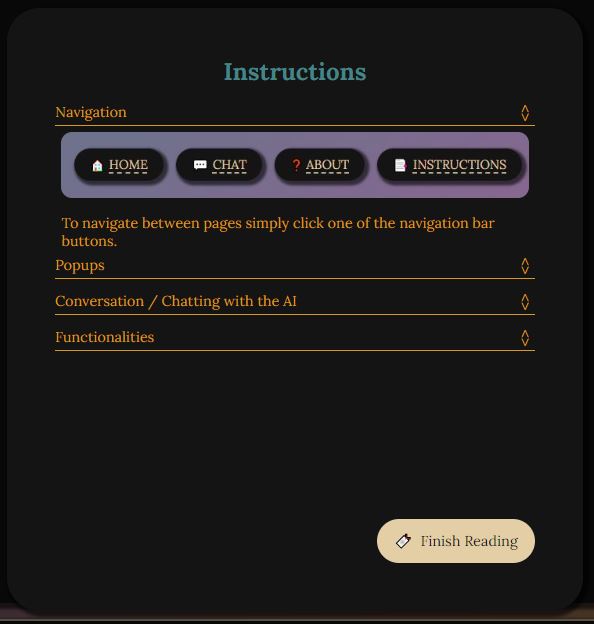 Instructions
Navigation
HOME CHAT ABOUT INSTRUCTIONS
To navigate between pages simply click one of the navigation bar
buttons.
Popups
Conversation / Chatting with the AI
Functionalities
Finish Reading